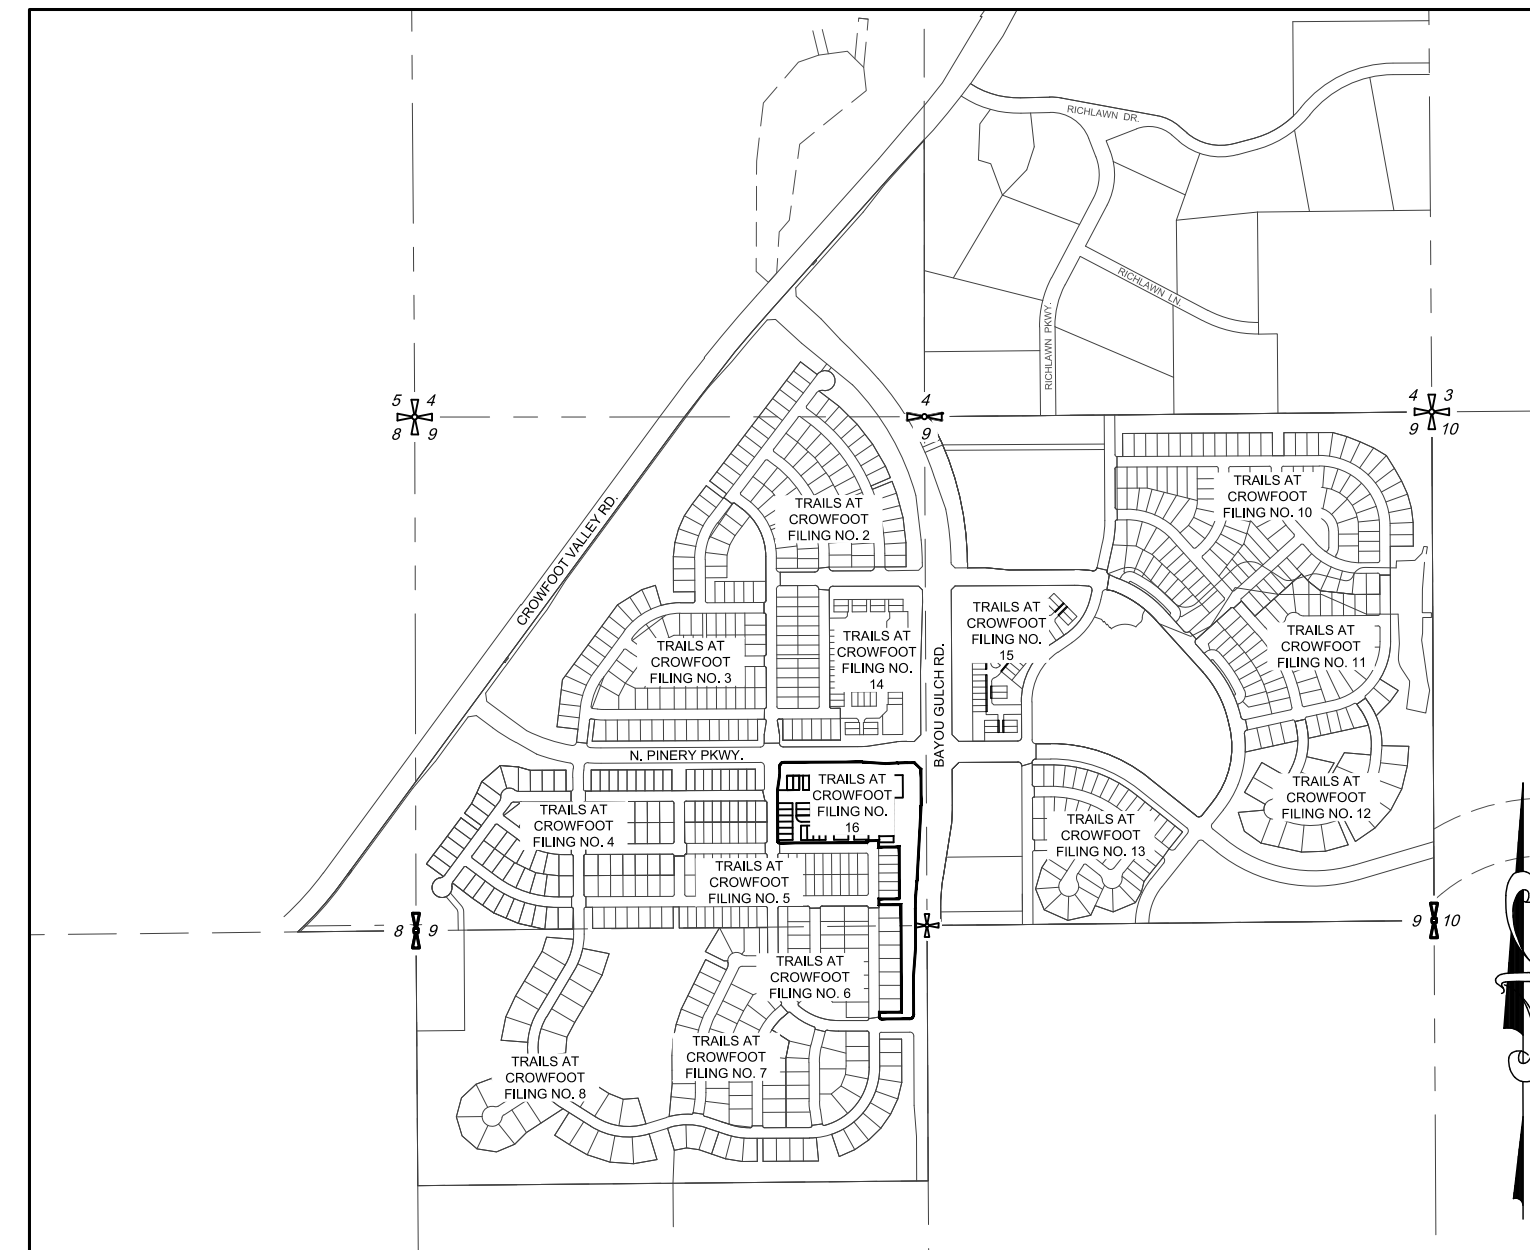 RICHLAWN DR.
RICHLAWN LN.
RICHLAWN PKWY.
5 4
8 9
4
9
4 3
9 10
CROWFOOT VALLEY RD.
TRAILS AT
CROWFOOT
FILING NO. 2
TRAILS AT
CROWFOOT
FILING NO. 10
TRAILS AT
CROWFOOT
FILING NO. 3
TRAILS AT
CROWFOOT
FILING NO.
14
TRAILS AT
CROWFOOT
FILING NO.
15
TRAILS AT
CROWFOOT
FILING NO. 11
BAYOU GULCH RD.
N. PINERY PKWY.
TRAILS AT
CROWFOOT
FILING NO. 4
TRAILS AT
CROWFOOT
FILING NO.
16
TRAILS AT
CROWFOOT
FILING NO. 12
TRAILS AT
CROWFOOT
FILING NO. 13
TRAILS AT
CROWFOOT
FILING NO. 5
8 9
9 10
TRAILS AT
CROWFOOT
FILING NO. 6
TRAILS AT
CROWFOOT
FILING NO. 7
TRAILS AT
CROWFOOT
FILING NO. 8